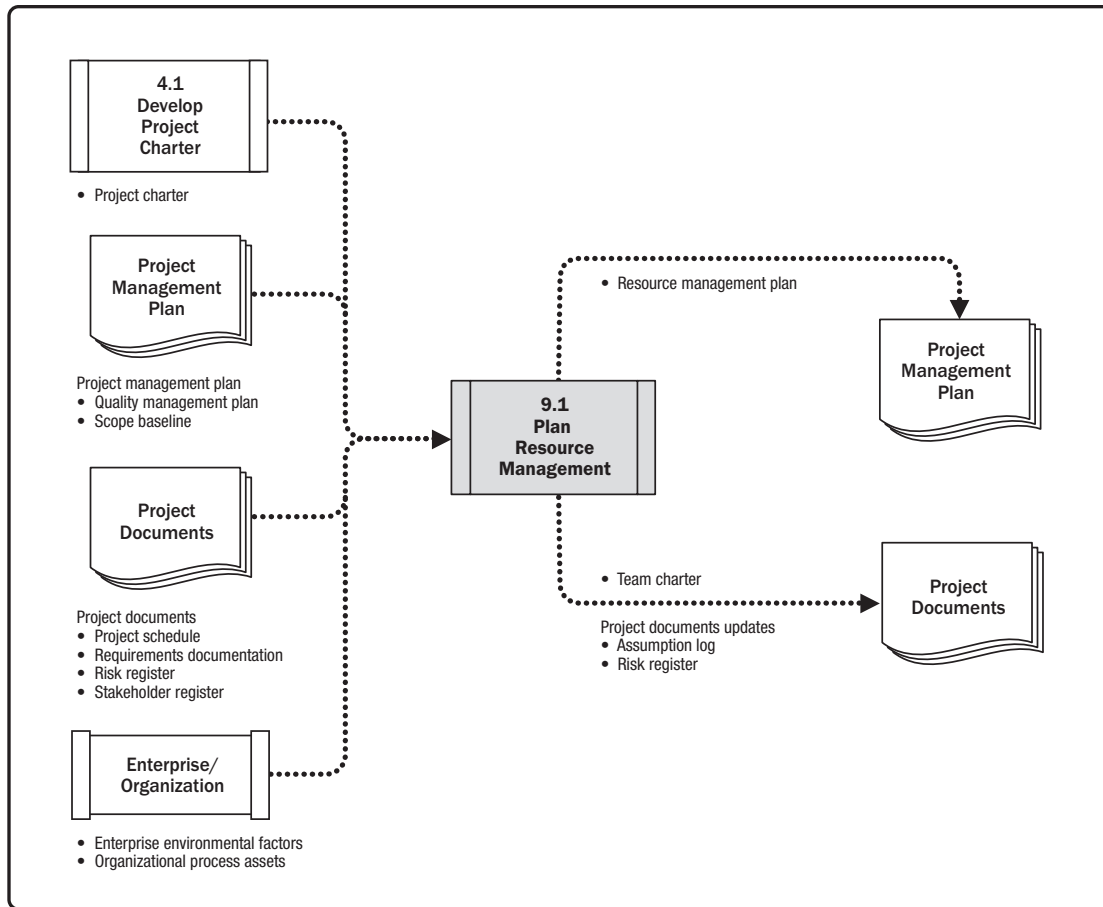 4.1
Develop
Project
Charter
• Project charter
Project
Management
Plan
Project management plan
• Quality management plan
• Scope baseline
Project
Documents
Project documents
• Project schedule
• Requirements documentation
• Risk register
• Stakeholder register
Enterprise/
Organization
• Enterprise environmental factors
• Organizational process assets
9.1
Plan
Resource
Management
• Resource management plan
Project
Management
Plan
• Team charter
Project documents updates
• Assumption log
• Risk register
Project
Documents